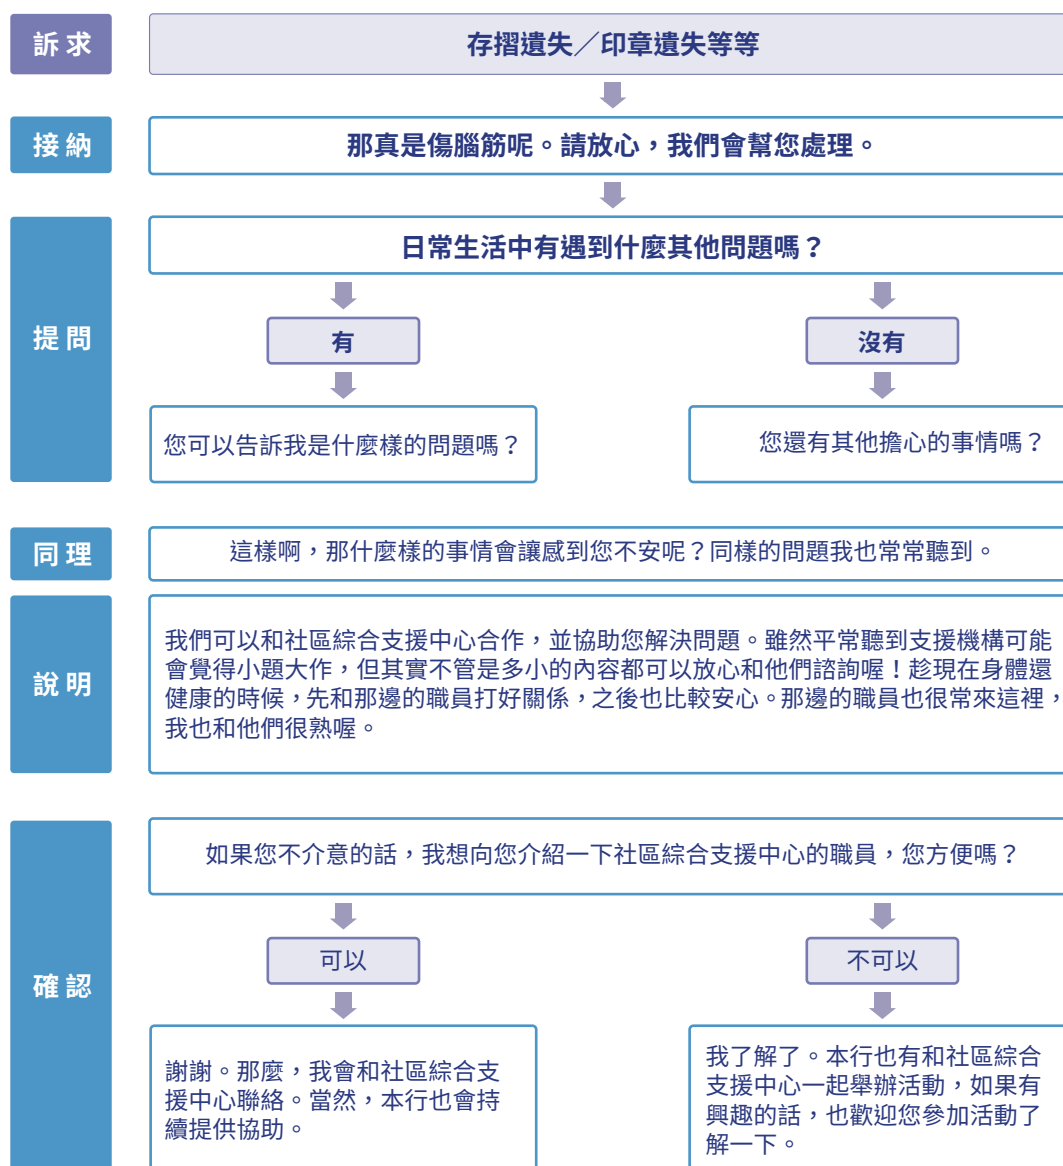 訴求
存摺遺失／印章遺失等等
接納
那真是傷腦筋呢。請放心，我們會幫您處理。
提問
日常生活中有遇到什麼其他問題嗎？
有
沒有
您可以告訴我是什麼樣的問題嗎？
您還有其他擔心的事情嗎？
同理
這樣啊，那什麼樣的事情會讓感到您不安呢？同樣的問題我也常常聽到。
說明
我們可以和社區綜合支援中心合作，並協助您解決問題。雖然平常聽到支援機構可能
會覺得小題大作，但其實不管是多小的內容都可以放心和他們諮詢喔！趁現在身體還
健康的時候，先和那邊的職員打好關係，之後也比較安心。那邊的職員也很常來這裡，
我也和他們很熟喔。
確認
如果您不介意的話，我想向您介紹一下社區綜合支援中心的職員，您方便嗎？
可以
不可以
謝謝。那麼，我會和社區綜合支
援中心聯絡。當然，本行也會持
續提供協助。
我了解了。本行也有和社區綜合
支援中心一起舉辦活動，如果有
興趣的話，也歡迎您參加活動了
解一下。